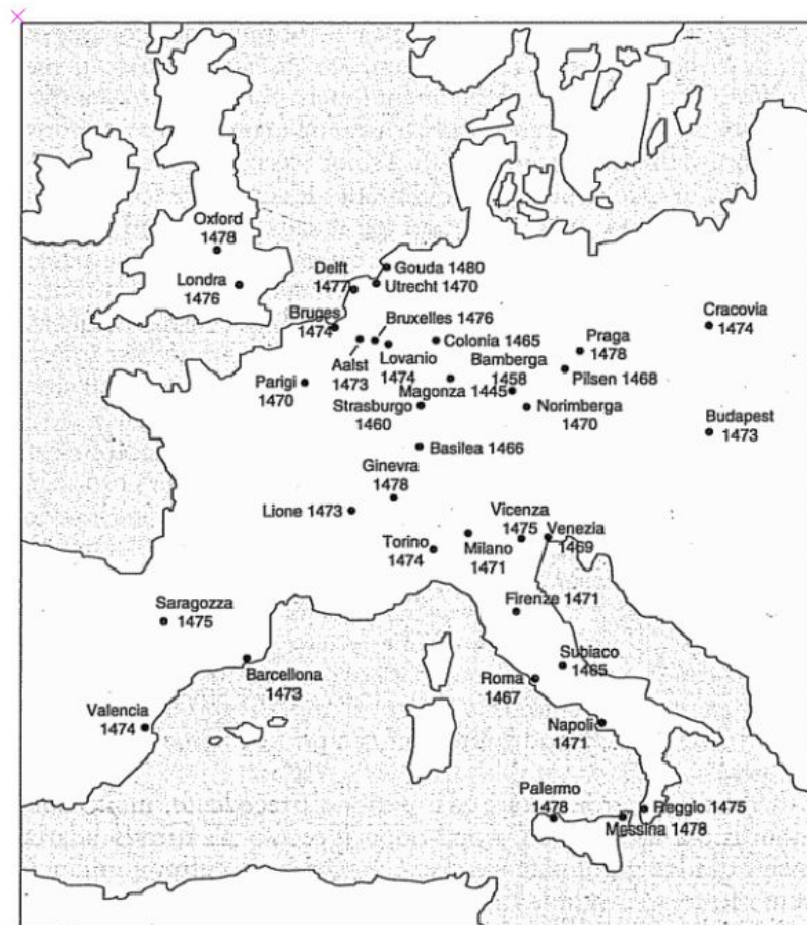 Oxford
1478
Londra
1476
Delft
1477
Gouda 1480
Utrecht 1470
Bruges
1474
Bruxelles 1476
Aalst
1473
Lovanio
1474
Colonia 1465
Magonza 1445
Bamberga
1458
Praga
1478
Pilsen 1468
Cracovia
1474
Parigi
1470
Strasburgo
1460
Norimberga
1470
Budapest
1473
Basilea 1466
Ginevra
1478
Lione 1473
Torino
1474
Milano
1471
Vicenza
1475
Venezia
1469
Firenze 1471
Saragozza
1475
Barcellona
1473
Valencia
1474
Subiaco
1465
Roma
1467
Napoli
1471
Pallermo
1478
Reggio 1475
Messina 1478